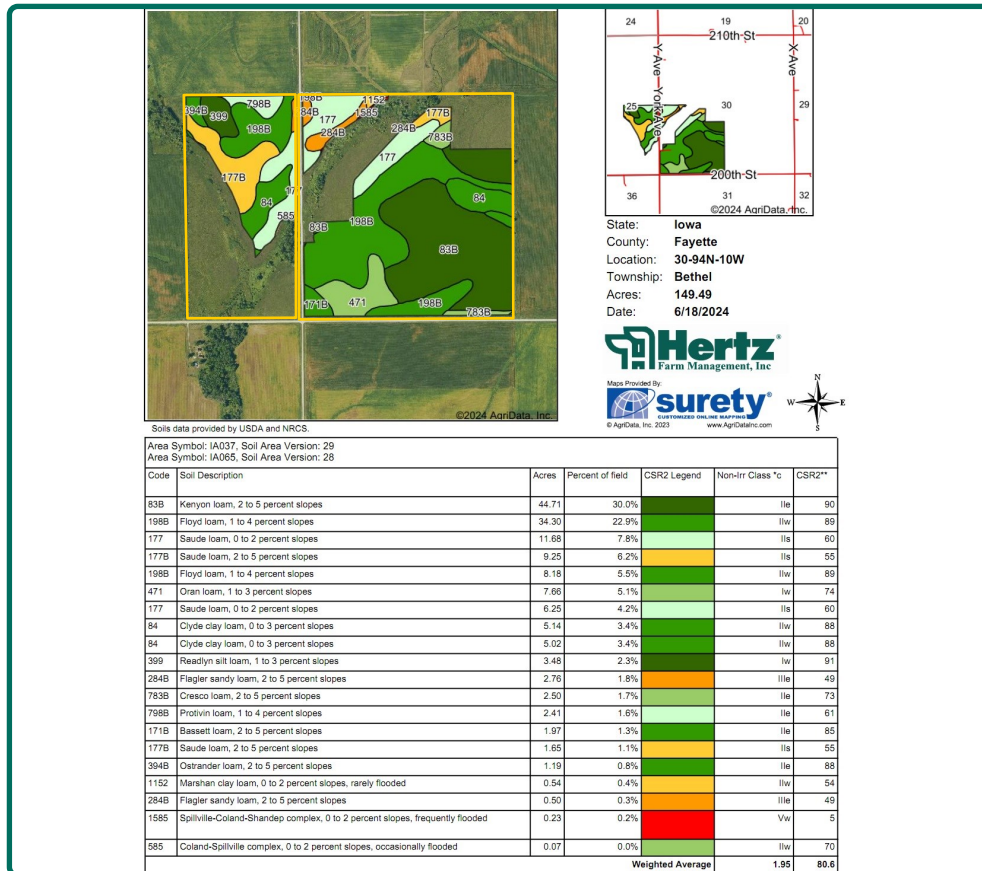 394B
399
798B
198B
177B
84
177
585
198B
84B
177
284B
1152
1585
177B
284B
783B
177
84
198B
83B
83B
171B
471
198B
783B
©2024 AgriData, Inc.
Soils data provided by USDA and NRCS.
24 19 20
210th-St
Y-Ave York-Ave X-Ave
25 30 29
200th-St
36 31 32
©2024 AgriData, Inc.
State: Iowa
County: Fayette
Location: 30-94N-10W
Township: Bethel
Acres: 149.49
Date: 6/18/2024
Hertz®
Farm Management, Inc
Maps Provided By:
surety®
CUSTOMIZED ONLINE MAPPING
© AgriData, Inc. 2023 www.AgriDataInc.com
N
W E
S
Area Symbol: IA037, Soil Area Version: 29
Area Symbol: IA065, Soil Area Version: 28
Code Soil Description Acres Percent of field CSR2 Legend Non-Irr Class *c CSR2**
83B Kenyon loam, 2 to 5 percent slopes 44.71 30.0% IIe 90
198B Floyd loam, 1 to 4 percent slopes 34.30 22.9% IIw 89
177 Saude loam, 0 to 2 percent slopes 11.68 7.8% IIs 60
177B Saude loam, 2 to 5 percent slopes 9.25 6.2% IIs 55
198B Floyd loam, 1 to 4 percent slopes 8.18 5.5% IIw 89
471 Oran loam, 1 to 3 percent slopes 7.66 5.1% Iw 74
177 Saude loam, 0 to 2 percent slopes 6.25 4.2% IIs 60
84 Clyde clay loam, 0 to 3 percent slopes 5.14 3.4% IIw 88
84 Clyde clay loam, 0 to 3 percent slopes 5.02 3.4% IIw 88
399 Readlyn silt loam, 1 to 3 percent slopes 3.48 2.3% Iw 91
284B Flagler sandy loam, 2 to 5 percent slopes 2.76 1.8% IIIe 49
783B Cresco loam, 2 to 5 percent slopes 2.50 1.7% IIe 73
798B Protivin loam, 1 to 4 percent slopes 2.41 1.6% IIe 61
171B Bassett loam, 2 to 5 percent slopes 1.97 1.3% IIe 85
177B Saude loam, 2 to 5 percent slopes 1.65 1.1% IIs 55
394B Ostrander loam, 2 to 5 percent slopes 1.19 0.8% IIe 88
1152 Marshan clay loam, 0 to 2 percent slopes, rarely flooded 0.54 0.4% IIw 54
284B Flagler sandy loam, 2 to 5 percent slopes 0.50 0.3% IIIe 49
1585 Spillville-Coland-Shandep complex, 0 to 2 percent slopes, frequently flooded 0.23 0.2% Vw 5
585 Coland-Spillville complex, 0 to 2 percent slopes, occasionally flooded 0.07 0.0% IIw 70
Weighted Average 1.95 80.6